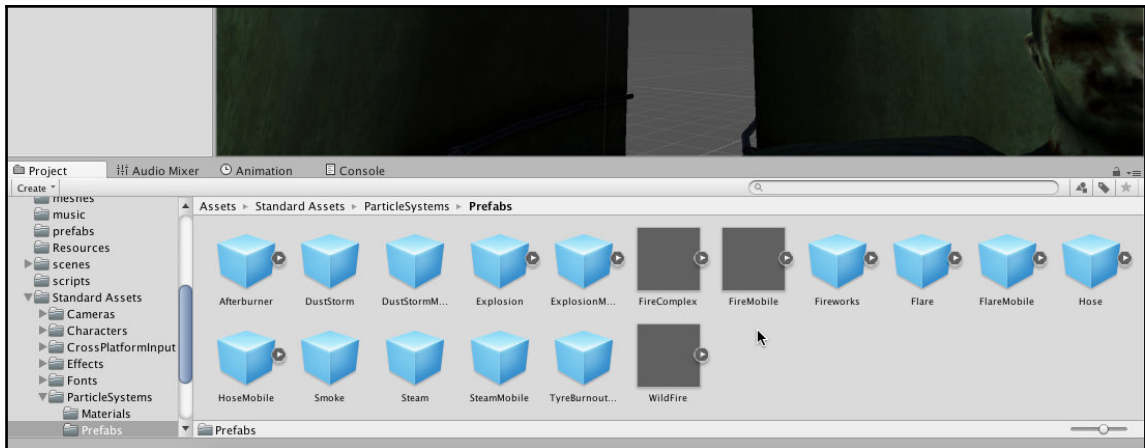 Project Audio Mixer Animation Console
Create
meshes
music
prefabs
Resources
scenes
scripts
Standard Assets
Cameras
Characters
CrossPlatformInput
Effects
Fonts
ParticleSystems
Materials
Prefabs
Assets Standard Assets ParticleSystems Prefabs
Afterburner DustStorm DustStormM... Explosion ExplosionM... FireComplex FireMobile Fireworks Flare FlareMobile Hose
HoseMobile Smoke Steam SteamMobile TyreBurnout... WildFire
Prefabs